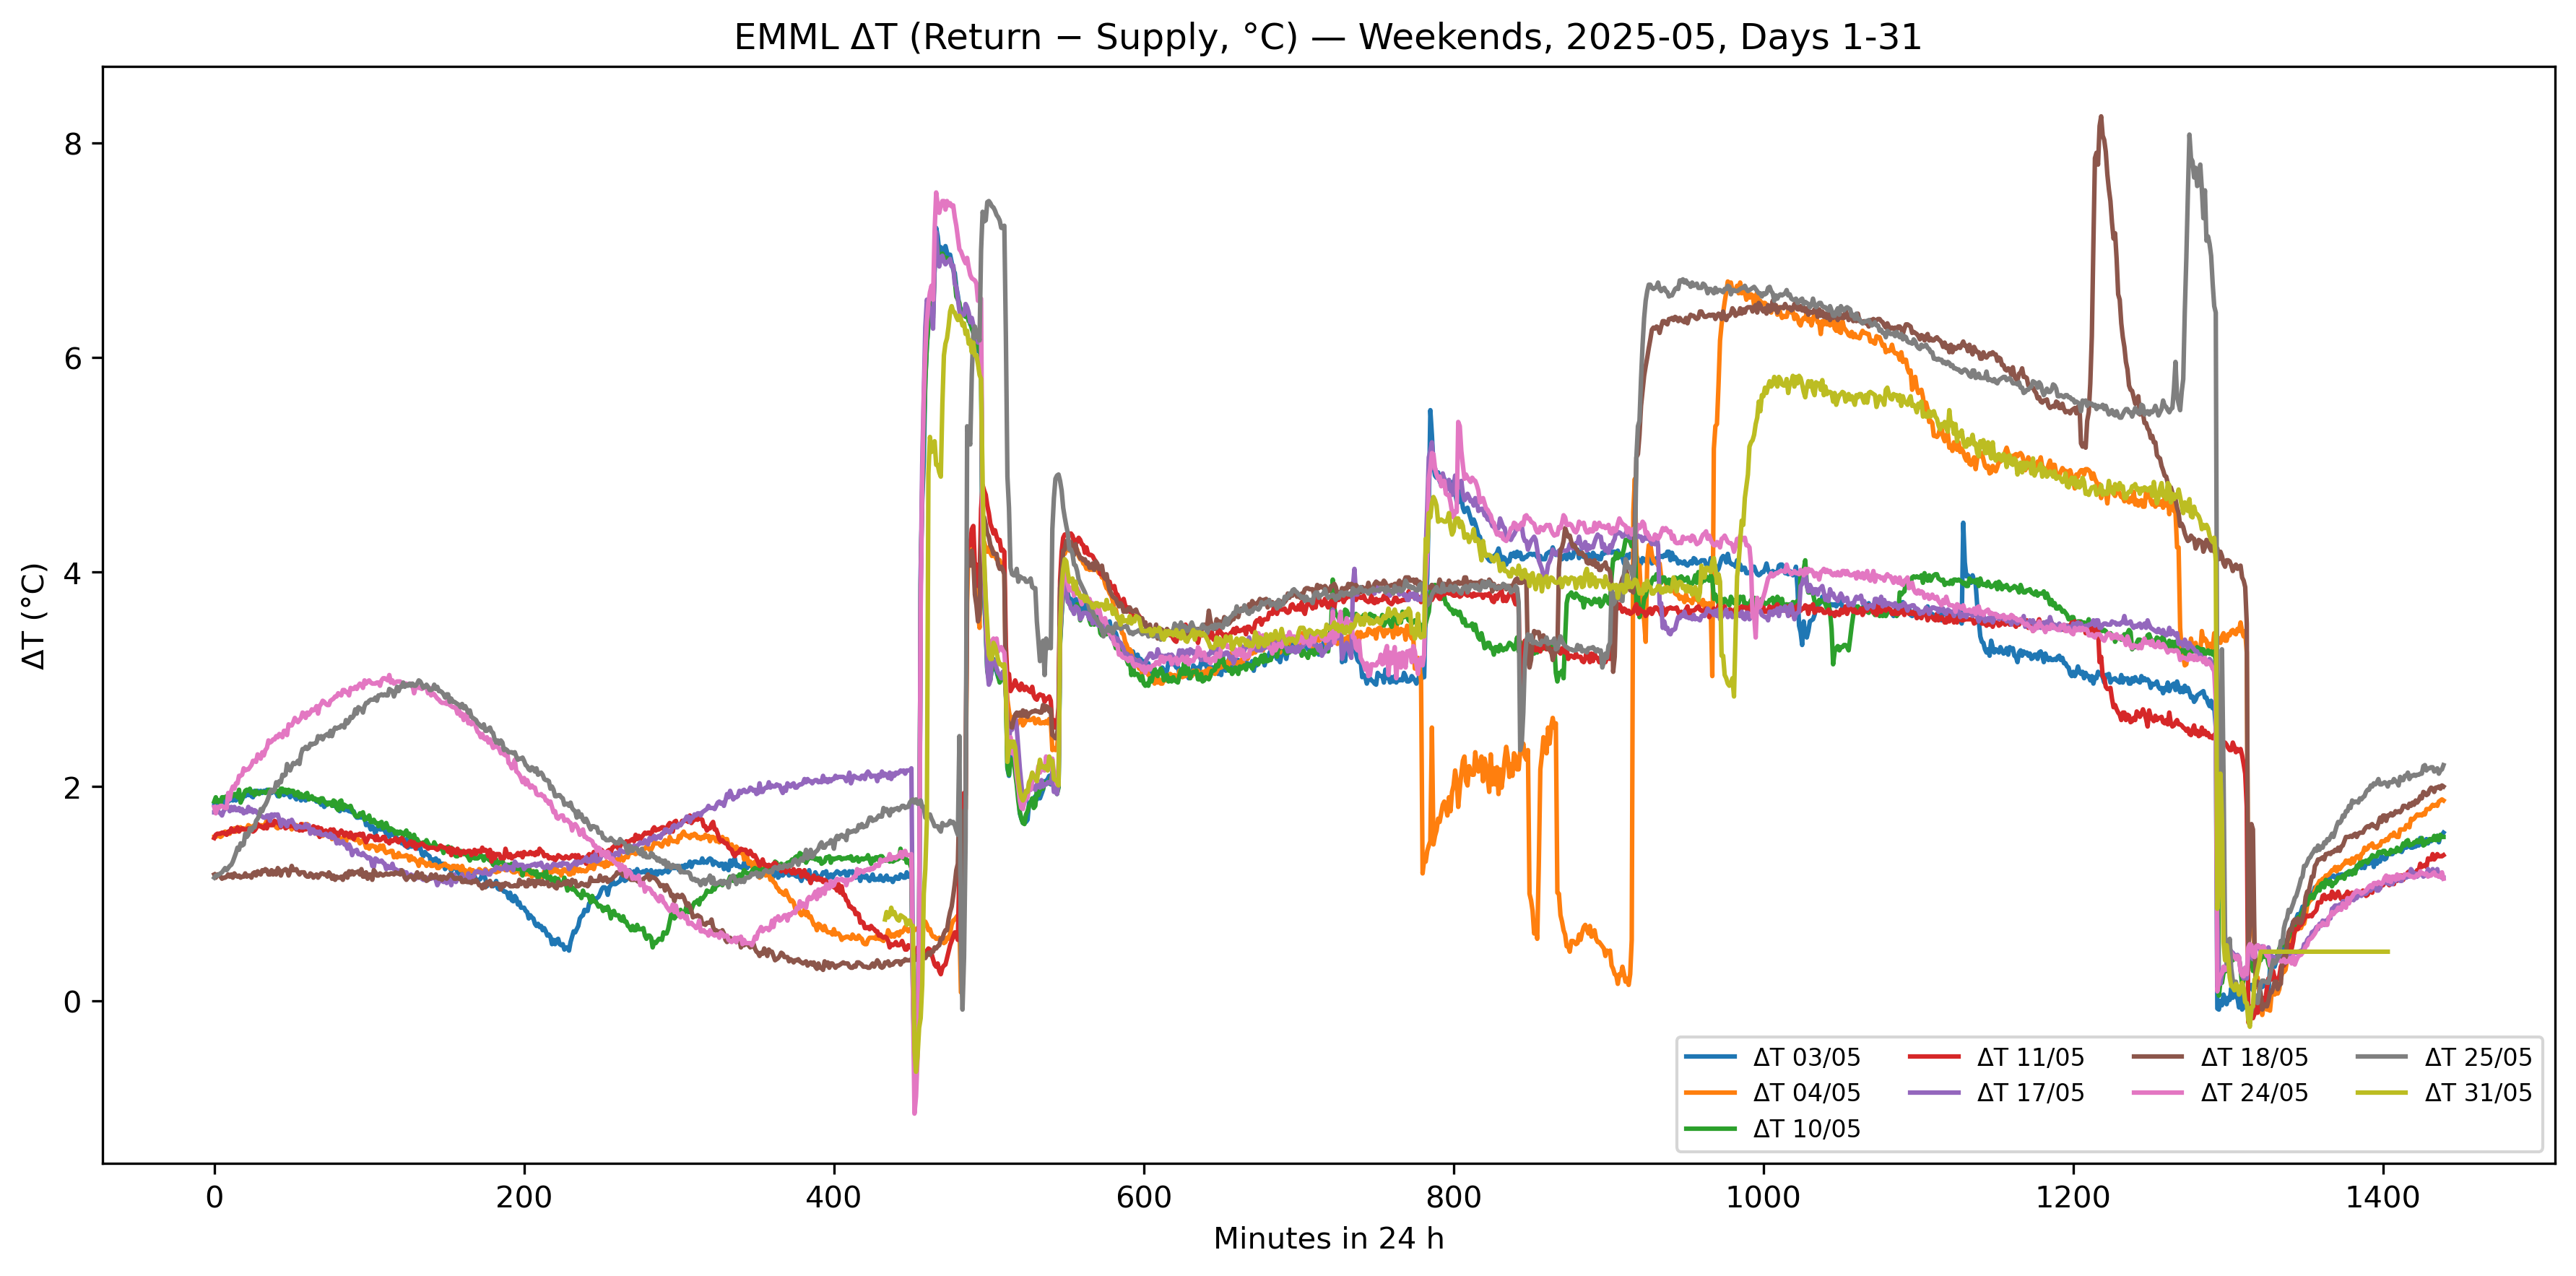 EMML ΔT (Return − Supply, °C) — Weekends, 2025-05, Days 1-31
ΔT (°C)
8
6
4
2
0
0 200 400 600 800 1000 1200 1400
Minutes in 24 h
ΔT 03/05 ΔT 11/05 ΔT 18/05 ΔT 25/05
ΔT 04/05 ΔT 17/05 ΔT 24/05 ΔT 31/05
ΔT 10/05